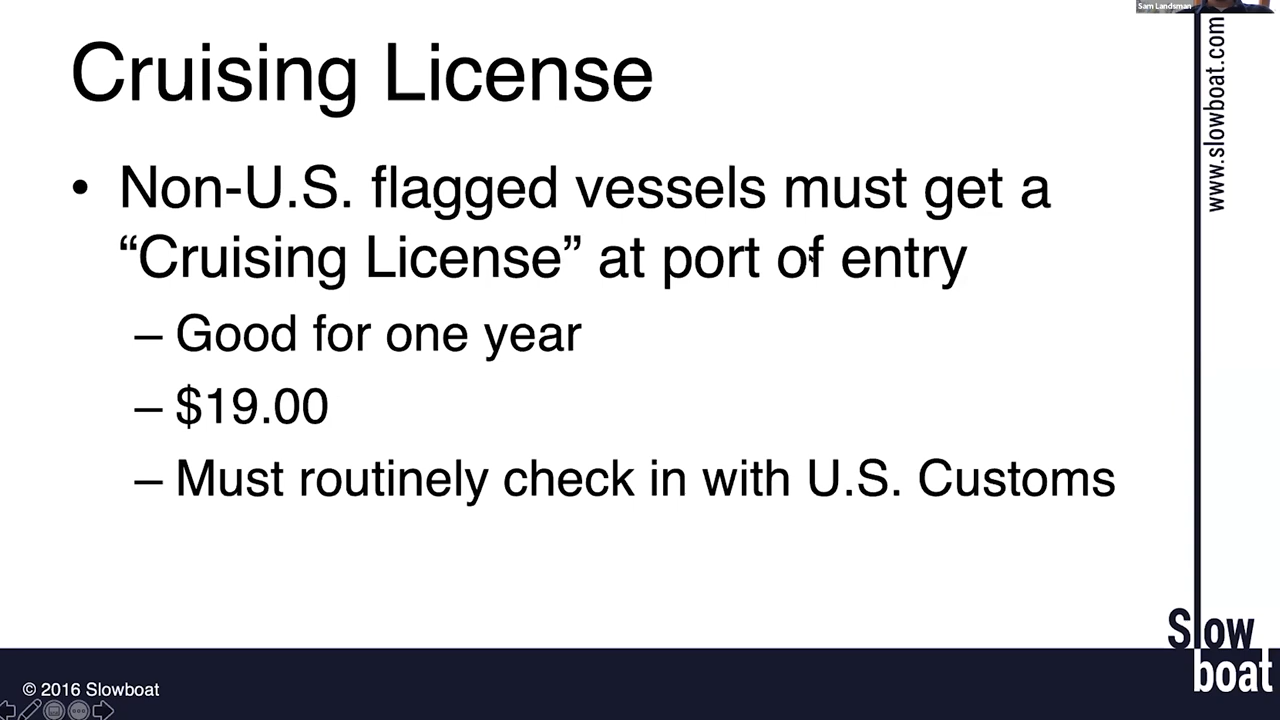 Sam Landsman
Cruising License
www.slowboat.com
• Non-U.S. flagged vessels must get a
“Cruising License” at port of entry
– Good for one year
– $19.00
– Must routinely check in with U.S. Customs
Slow
boat
© 2016 Slowboat